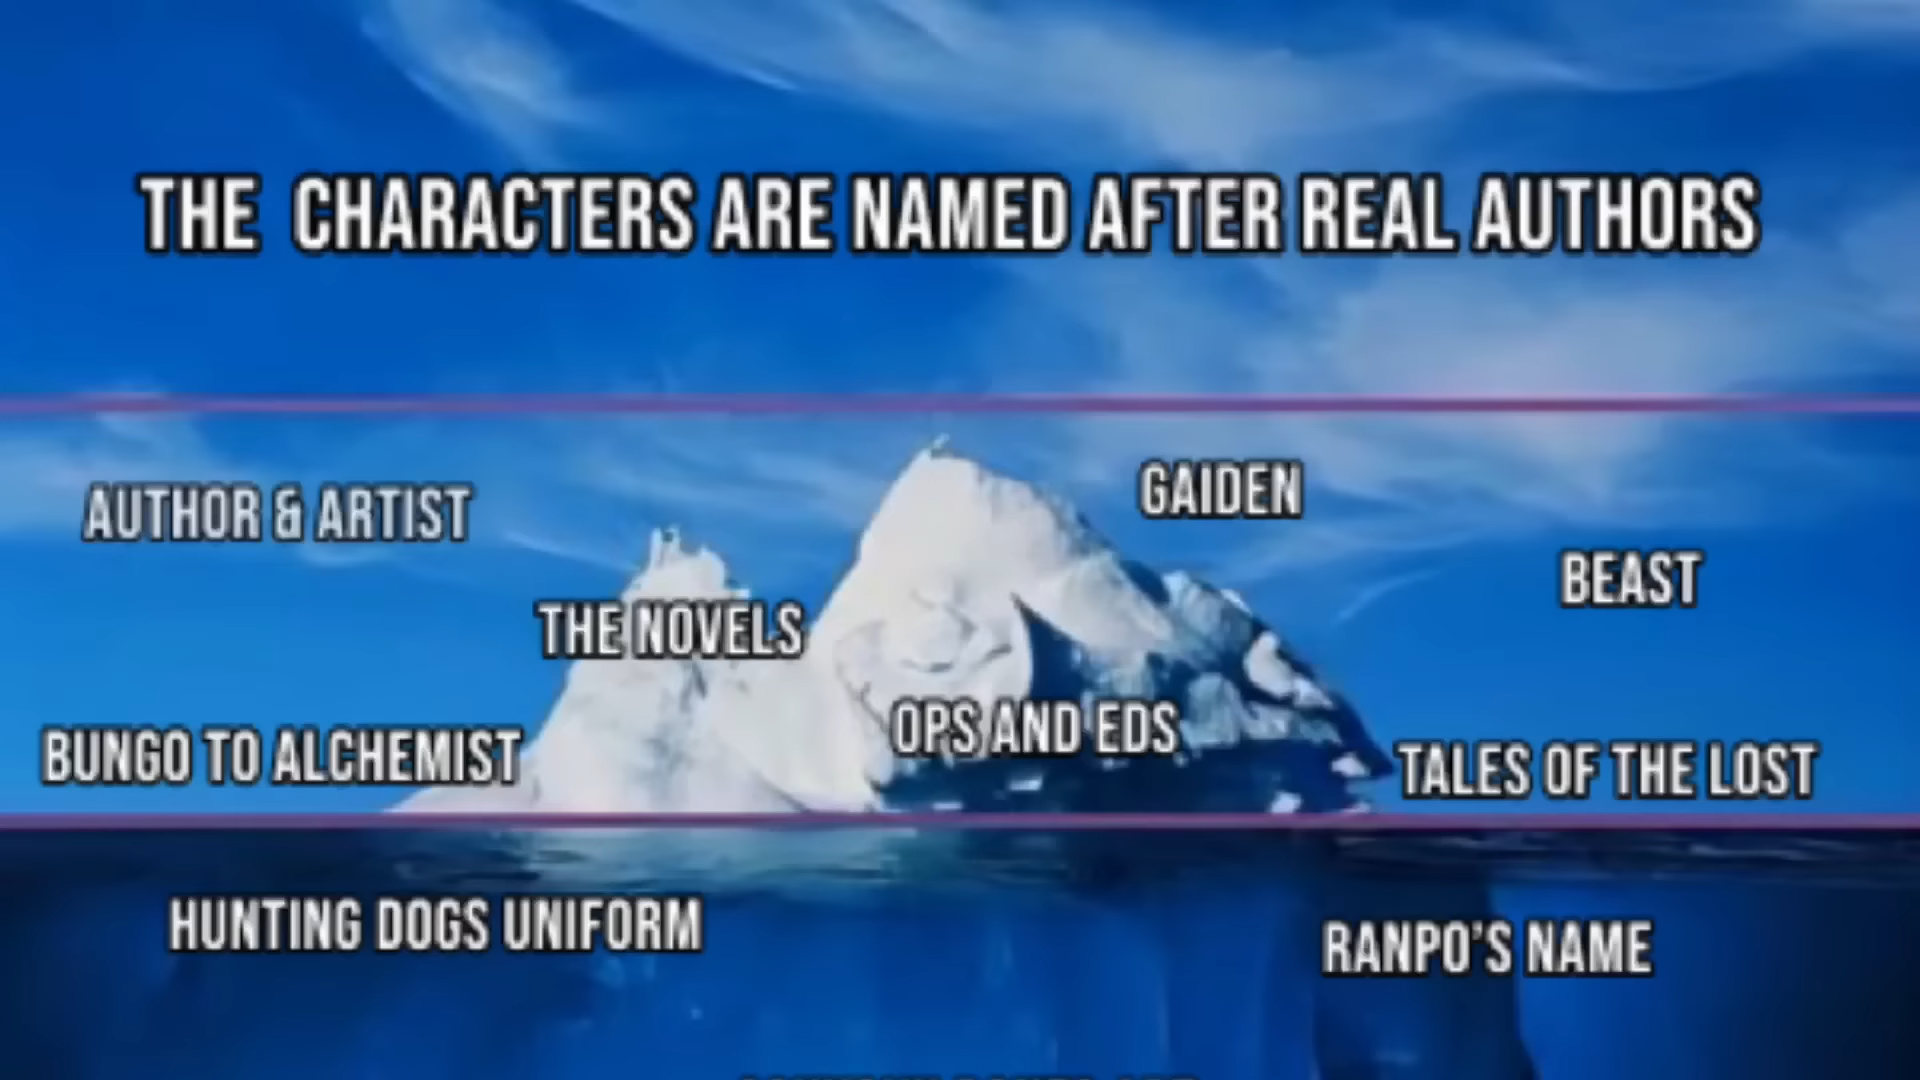 THE CHARACTERS ARE NAMED AFTER REAL AUTHORS
AUTHOR & ARTIST
GAIDEN
BEAST
THE NOVELS
OPS AND EDS
BUNGO TO ALCHEMIST
TALES OF THE LOST
HUNTING DOGS UNIFORM
RANPO'S NAME